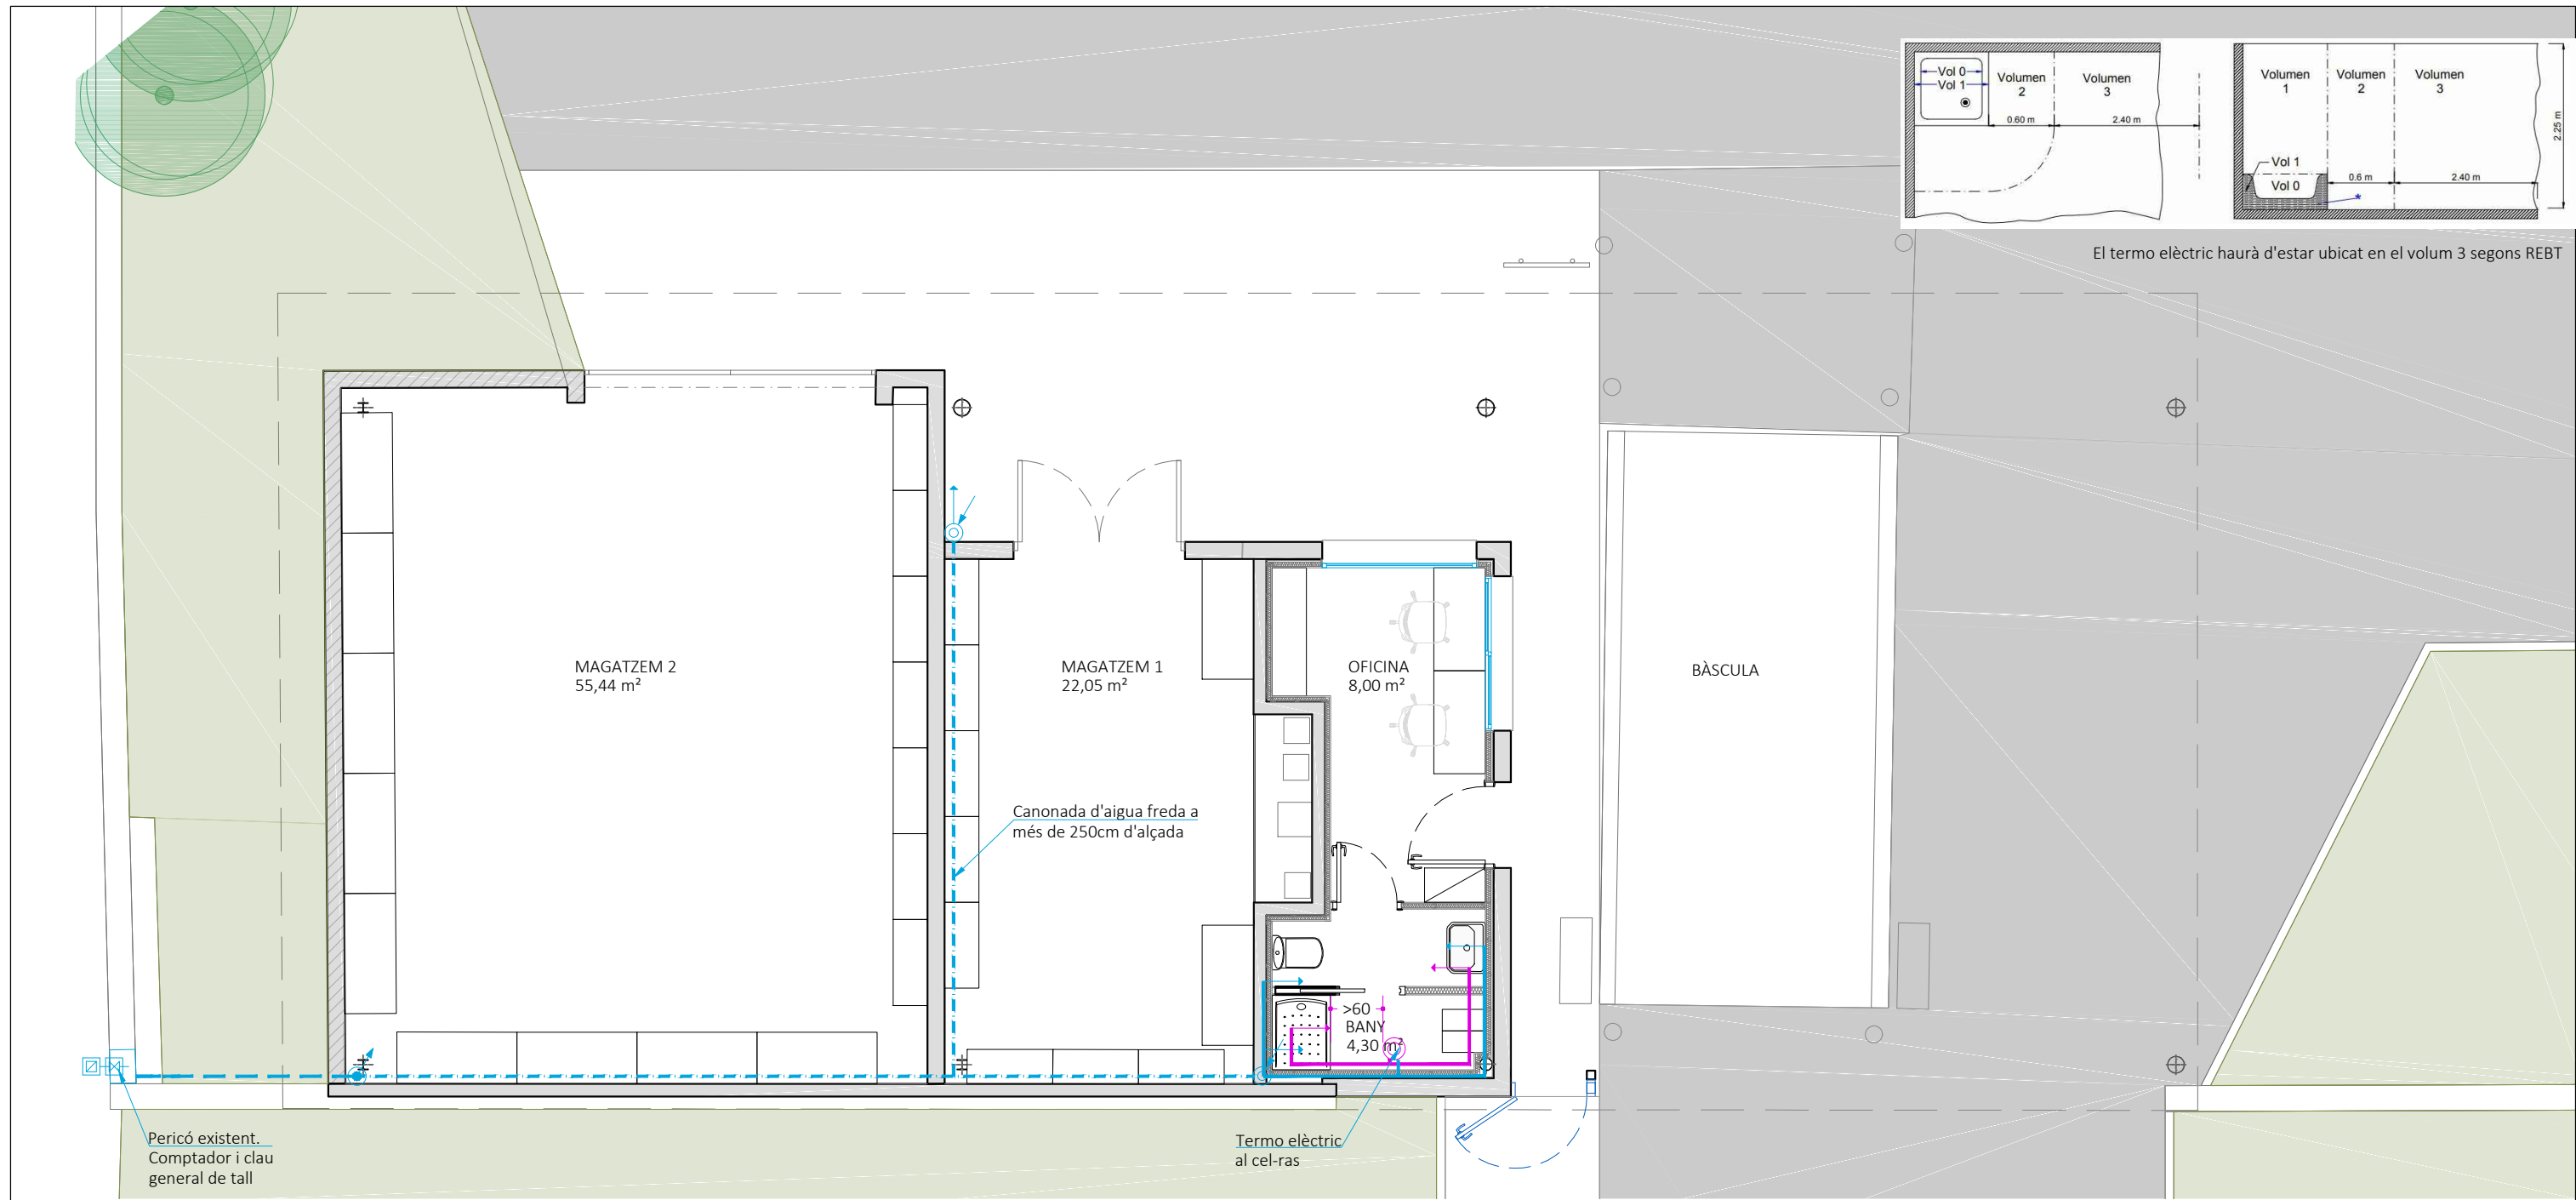 Vol 0
Vol 1
Volumen
2
Volumen
3
0.60 m
2.40 m
Volumen
1
Volumen
2
Volumen
3
2.25 m
Vol 1
Vol 0
0.6 m
2.40 m
*
El termo elèctric haurà d'estar ubicat en el volum 3 segons REBT
MAGATZEM 2
55,44 m²
MAGATZEM 1
22,05 m²
OFICINA
8,00 m²
BÀSCULA
Canonada d'aigua freda a
més de 250cm d'alçada
>60
BANY
4,30 m²
Pericó existent.
Comptador i clau
general de tall
Termo elèctric
al cel-ras